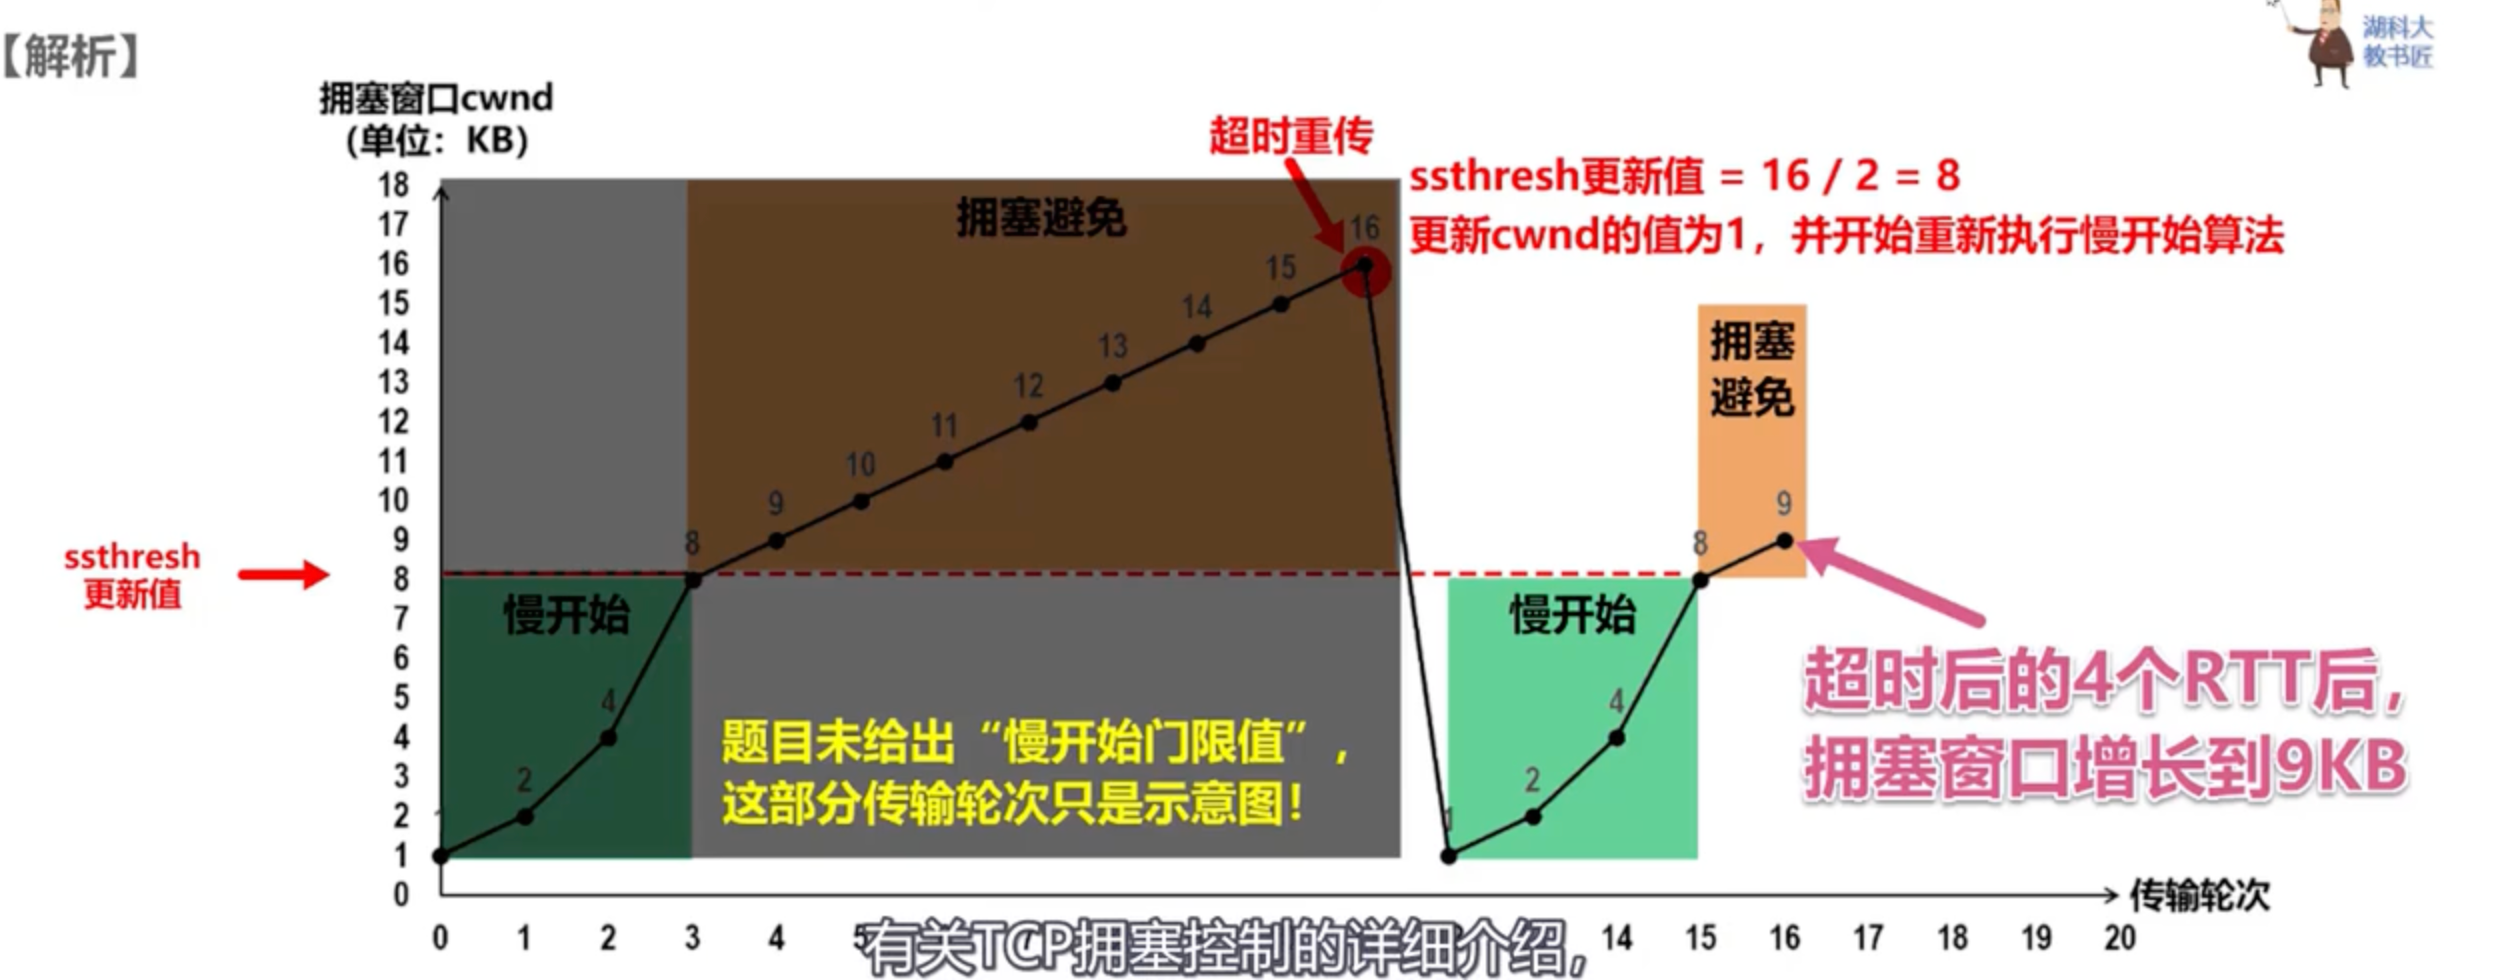 【解析】
湖科大
教书匠
拥塞窗口cwnd
（单位：KB）
超时重传
ssthresh更新值 = 16 / 2 = 8
更新cwnd的值为1，并开始重新执行慢开始算法
18
17
16
15
14
13
12
11
10
9
8
7
6
5
4
3
2
1
0
拥塞避免
16
15
14
13
12
11
10
9
8
4
2
慢开始
ssthresh
更新值
题目未给出“慢开始门限值”，
这部分传输轮次只是示意图！
拥塞
避免
9
8
4
2
1
慢开始
超时后的4个RTT后，
拥塞窗口增长到9KB
传输轮次
0 1 2 3 4 5 14 15 16 17 18 19 20
有关TCP拥塞控制的详细介绍，